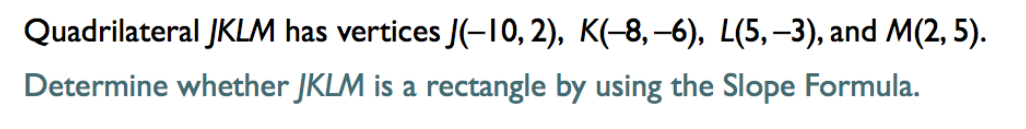 Quadrilateral JKLM has vertices J(–10, 2), K(–8, –6), L(5, –3), and M(2, 5).
Determine whether JKLM is a rectangle by using the Slope Formula.